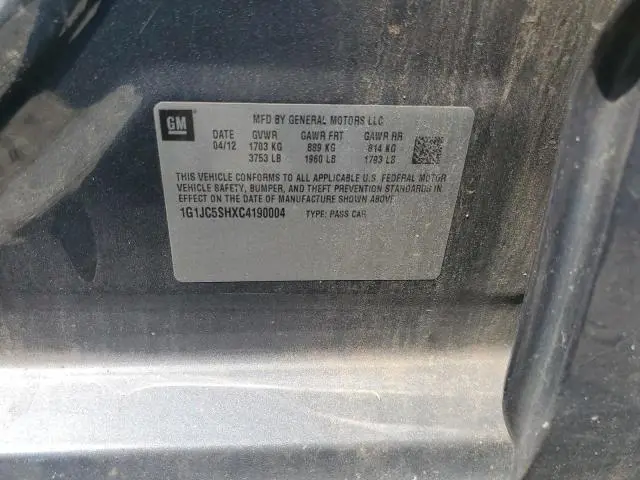 GM
MFD BY GENERAL MOTORS LLC
DATE GVWR GAWR FRT GAWR RR
04/12 1703 KG 889 KG 814 KG
3753 LB 1960 LB 1793 LB
THIS VEHICLE CONFORMS TO ALL APPLICABLE U.S. FEDERAL MOTOR
VEHICLE SAFETY, BUMPER, AND THEFT PREVENTION STANDARDS IN
EFFECT ON THE DATE OF MANUFACTURE SHOWN ABOVE.
1G1JC5SHXC4190004 TYPE: PASS CAR